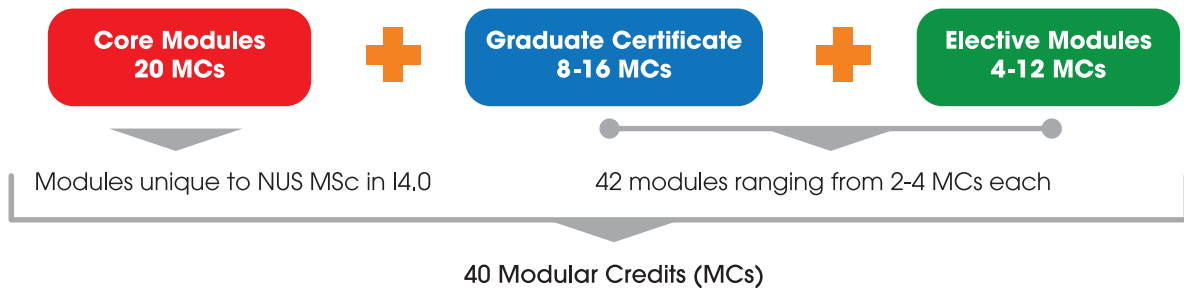 Core Modules
20 MCs
Graduate Certificate
8-16 MCs
Elective Modules
4-12 MCs
Modules unique to NUS MSc in I4.0
42 modules ranging from 2-4 MCs each
40 Modular Credits (MCs)